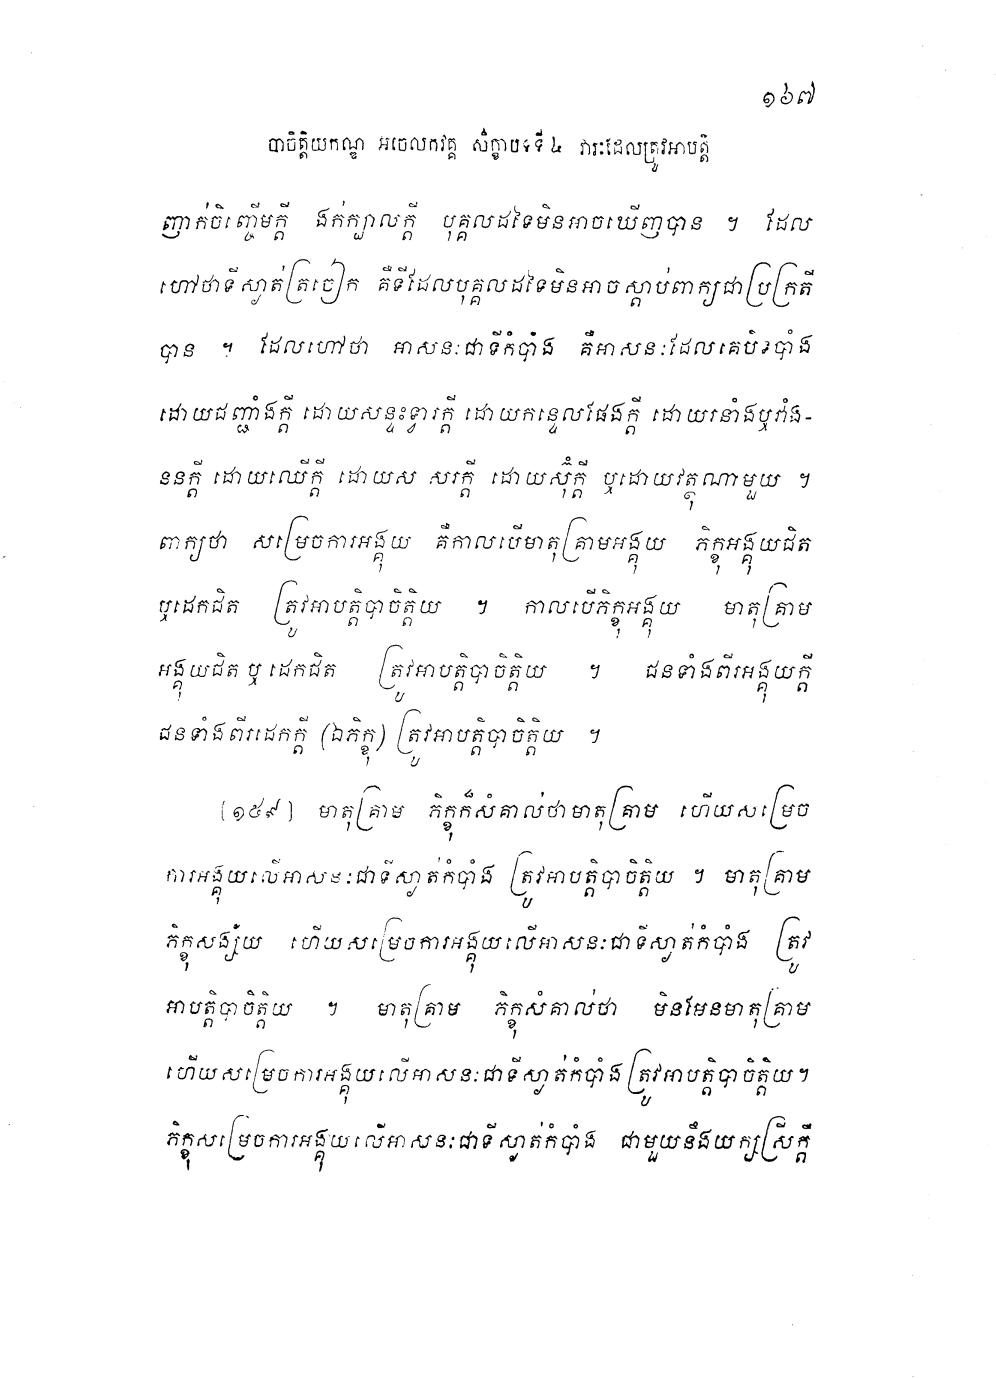 ១៦៧
បាចិត្តិយកណ្ឌ អចេលកវគ្គ សិក្ខាបទទី ៤ វារៈដែលត្រូវអាបត្តិ
ញាក់ចិញ្ចើមក្តី ងក់ក្បាលក្តី បុគ្គលដទៃមិនអាចឃើញបាន ។ ដែល
ហៅថាទីស្ងាត់ត្រចៀក គឺទីដែលបុគ្គលដទៃមិនអាចស្តាប់ពាក្យជាប្រក្រតី
បាន ។ ដែលហៅថា អាសនៈជាទីកំបាំង គឺអាសនៈដែលគេបិទបាំង
ដោយជញ្ជាំងក្តី ដោយសន្ទះទ្វារក្តី ដោយកន្ទេលផែងក្តី ដោយរនាំងឬវាំង-
ននក្តី ដោយឈើក្តី ដោយសសរក្តី ដោយស៊ុំក្តី ឬដោយវត្ថុណាមួយ ។
ពាក្យថា សម្រេចការអង្គុយ គឺកាលបើមាតុគ្រាមអង្គុយ ភិក្ខុអង្គុយជិត
ឬដេកជិត ត្រូវអាបត្តិបាចិត្តិយ ។ កាលបើភិក្ខុអង្គុយ មាតុគ្រាម
អង្គុយជិត ឬ ដេកជិត ត្រូវអាបត្តិបាចិត្តិយ ។ ជនទាំងពីរអង្គុយក្តី
ជនទាំងពីរដេកក្តី (ឯភិក្ខុ) ត្រូវអាបត្តិបាចិត្តិយ ។
[១៥៩] មាតុគ្រាម ភិក្ខុក៏សំគាល់ថាមាតុគ្រាម ហើយសម្រេច
ការអង្គុយលើអាសនៈជាទីស្ងាត់កំបាំង ត្រូវអាបត្តិបាចិត្តិយ ។ មាតុគ្រាម
ភិក្ខុសង្ស័យ ហើយសម្រេចការអង្គុយលើអាសនៈជាទីស្ងាត់កំបាំង ត្រូវ
អាបត្តិបាចិត្តិយ ។ មាតុគ្រាម ភិក្ខុសំគាល់ថា មិនមែនមាតុគ្រាម
ហើយសម្រេចការអង្គុយលើអាសនៈជាទីស្ងាត់កំបាំង ត្រូវអាបត្តិបាចិត្តិយ។
ភិក្ខុសម្រេចការអង្គុយលើអាសនៈជាទីស្ងាត់កំបាំង ជាមួយនឹងយក្សស្រីក្តី